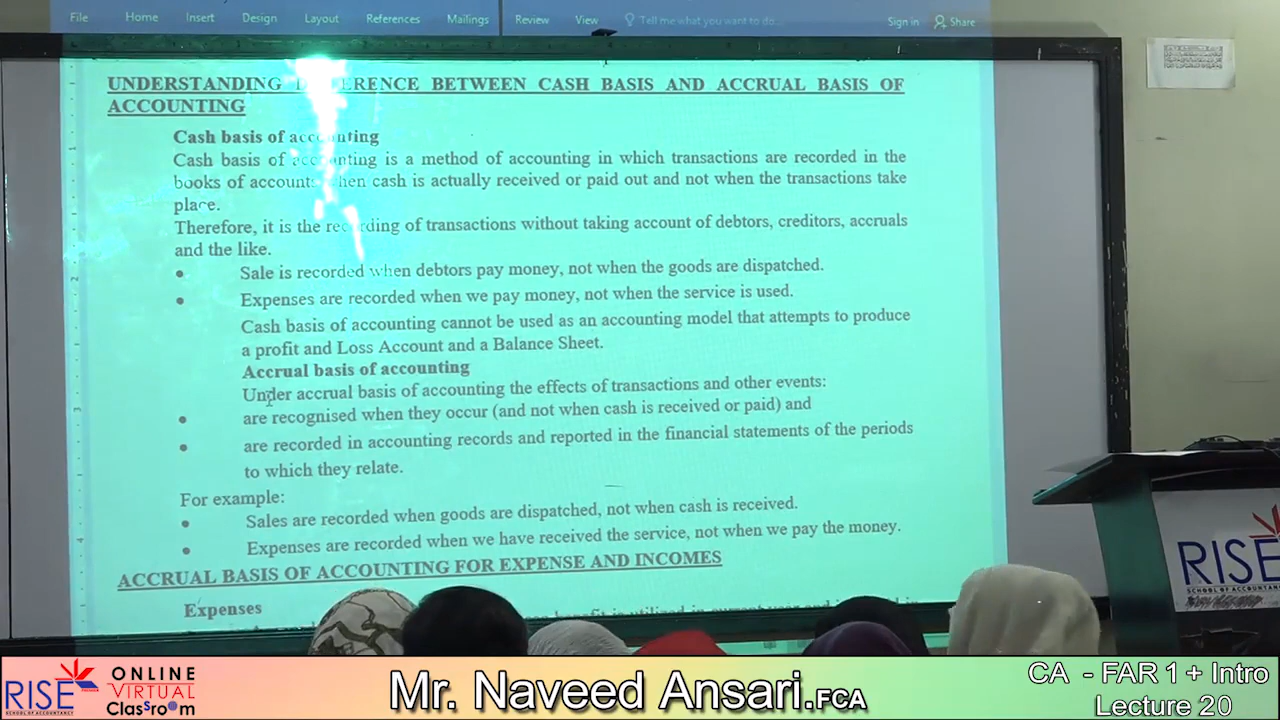 File Home Insert Design Layout References Mailings Review View Tell me what you want to do... Sign in Share
UNDERSTANDING BETWEEN CASH BASIS AND ACCRUAL BASIS OF
ACCOUNTING
Cash basis of accounting
Cash basis of accounting is a method of accounting in which transactions are recorded in the
books of accounts when cash is actually received or paid out and not when the transactions take
place.
Therefore, it is the recording of transactions without taking account of debtors, creditors, accruals
and the like.
• Sale is recorded when debtors pay money, not when the goods are dispatched.
• Expenses are recorded when we pay money, not when the service is used.
Cash basis of accounting cannot be used as an accounting model that attempts to produce
a profit and Loss Account and a Balance Sheet.
Accrual basis of accounting
Under accrual basis of accounting the effects of transactions and other events:
• are recognised when they occur (and not when cash is received or paid) and
• are recorded in accounting records and reported in the financial statements of the periods
to which they relate.
For example:
• Sales are recorded when goods are dispatched, not when cash is received.
• Expenses are recorded when we have received the service, not when we pay the money.
ACCRUAL BASIS OF ACCOUNTING FOR EXPENSE AND INCOMES
Expenses
RISE
SCHOOL OF ACCOUNTANCY
RISE
SCHOOL OF ACCOUNTANCY
ONLINE
VIRTUAL
Classroom
Mr. Naveed Ansari.FCA
CA - FAR 1 + Intro
Lecture 20